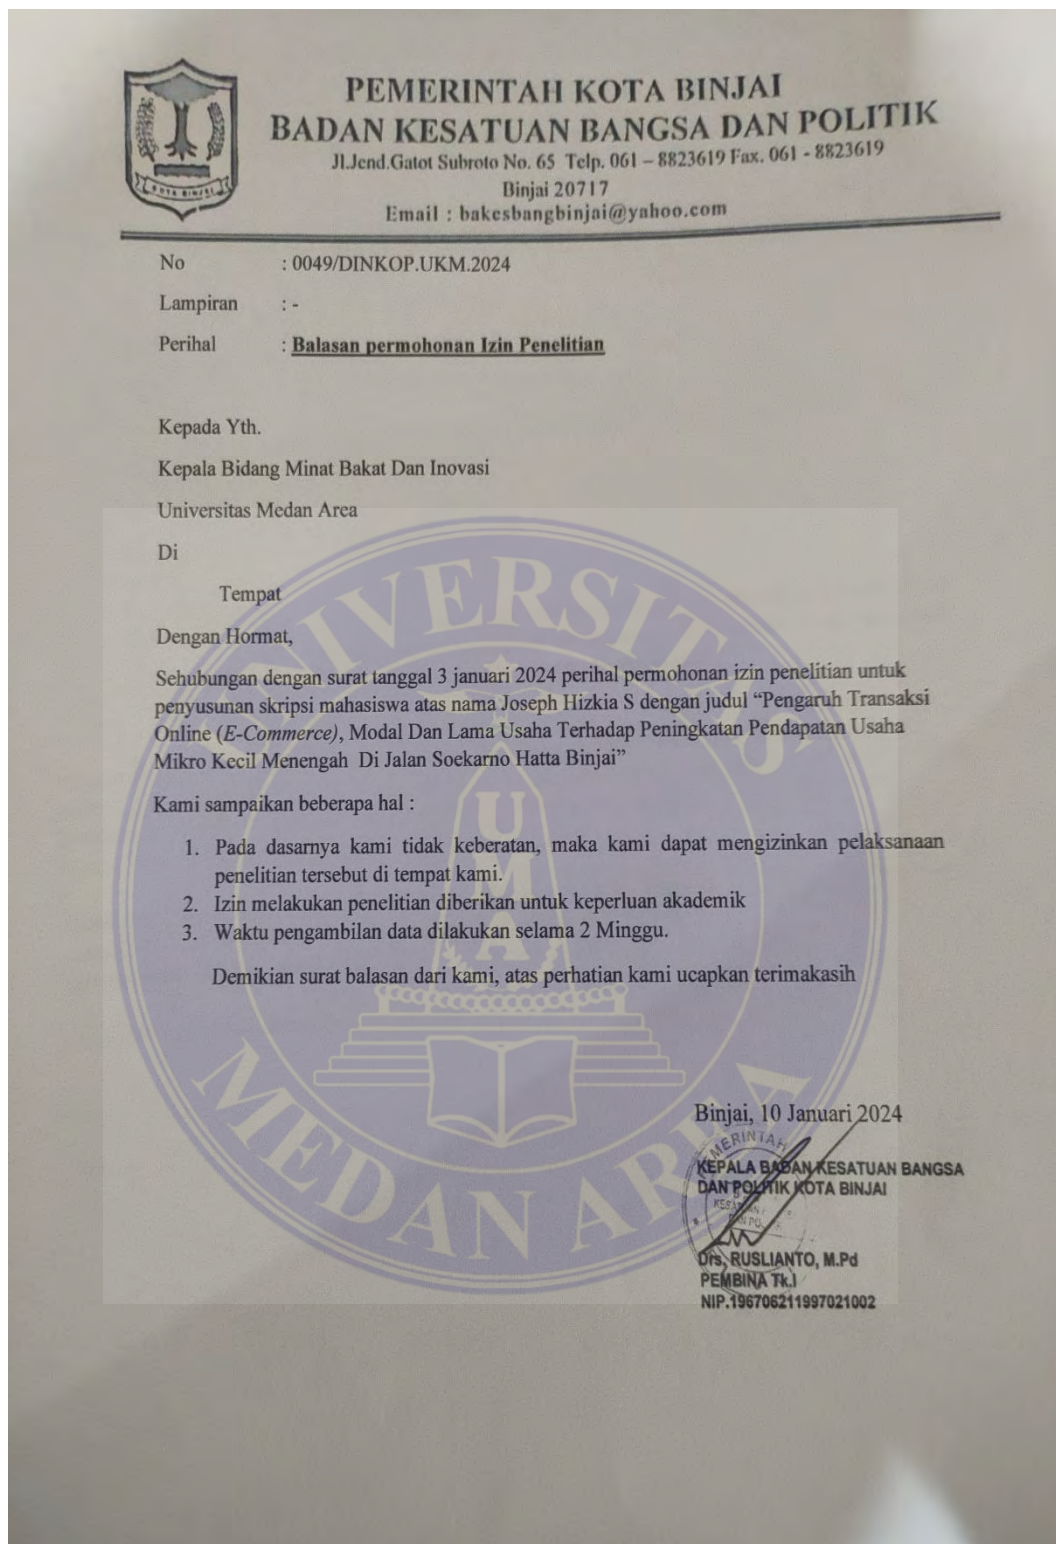 KOTA BINJAI
PEMERINTAH KOTA BINJAI
BADAN KESATUAN BANGSA DAN POLITIK
Jl.Jend.Gatot Subroto No. 65 Telp. 061 – 8823619 Fax. 061 - 8823619
Binjai 20717
Email : bakesbangbinjai@yahoo.com
No : 0049/DINKOP.UKM.2024
Lampiran : -
Perihal : Balasan permohonan Izin Penelitian
Kepada Yth.
Kepala Bidang Minat Bakat Dan Inovasi
Universitas Medan Area
Di
Tempat
Dengan Hormat,
Sehubungan dengan surat tanggal 3 januari 2024 perihal permohonan izin penelitian untuk
penyusunan skripsi mahasiswa atas nama Joseph Hizkia S dengan judul “Pengaruh Transaksi
Online (E-Commerce), Modal Dan Lama Usaha Terhadap Peningkatan Pendapatan Usaha
Mikro Kecil Menengah Di Jalan Soekarno Hatta Binjai”
Kami sampaikan beberapa hal :
1. Pada dasarnya kami tidak keberatan, maka kami dapat mengizinkan pelaksanaan
penelitian tersebut di tempat kami.
2. Izin melakukan penelitian diberikan untuk keperluan akademik
3. Waktu pengambilan data dilakukan selama 2 Minggu.
Demikian surat balasan dari kami, atas perhatian kami ucapkan terimakasih
UNIVERSITAS
UMA
MEDAN AREA
Binjai, 10 Januari 2024
PEMERINTAH
KEPALA BADAN KESATUAN BANGSA
DAN POLITIK KOTA BINJAI
Drs. RUSLIANTO, M.Pd
PEMBINA Tk.I
NIP.196706211997021002